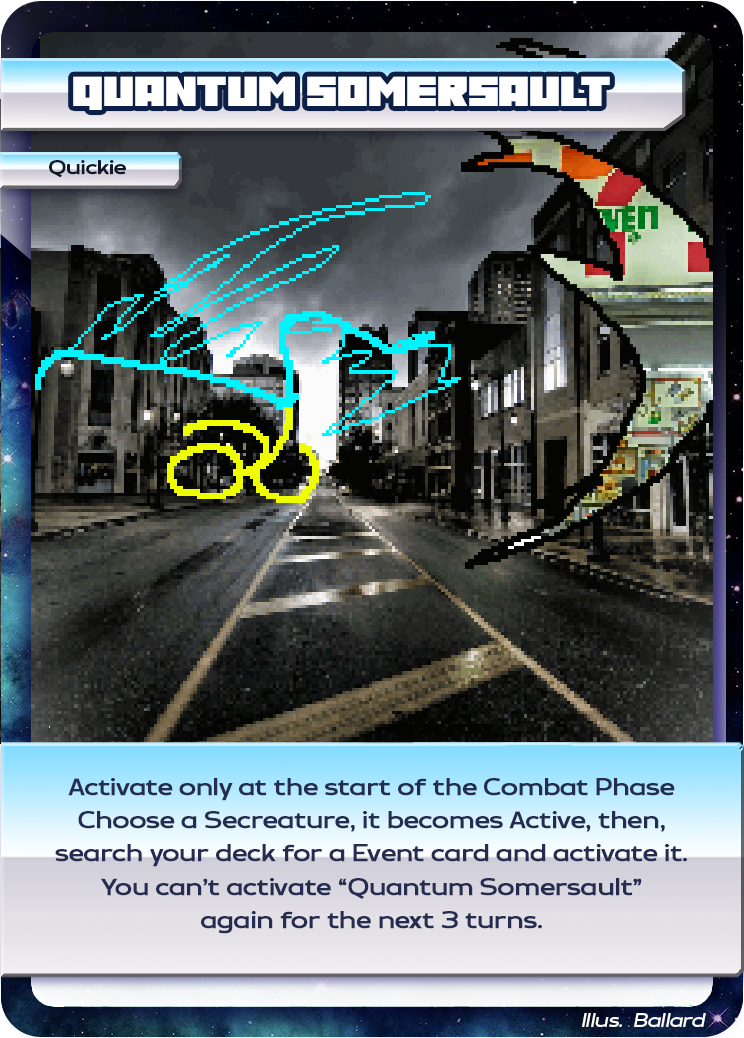 QUANTUM SOMERSAULT
Quickie
VEN
Activate only at the start of the Combat Phase
Choose a Secreature, it becomes Active, then,
search your deck for a Event card and activate it.
You can't activate “Quantum Somersault”
again for the next 3 turns.
Illus. Ballard